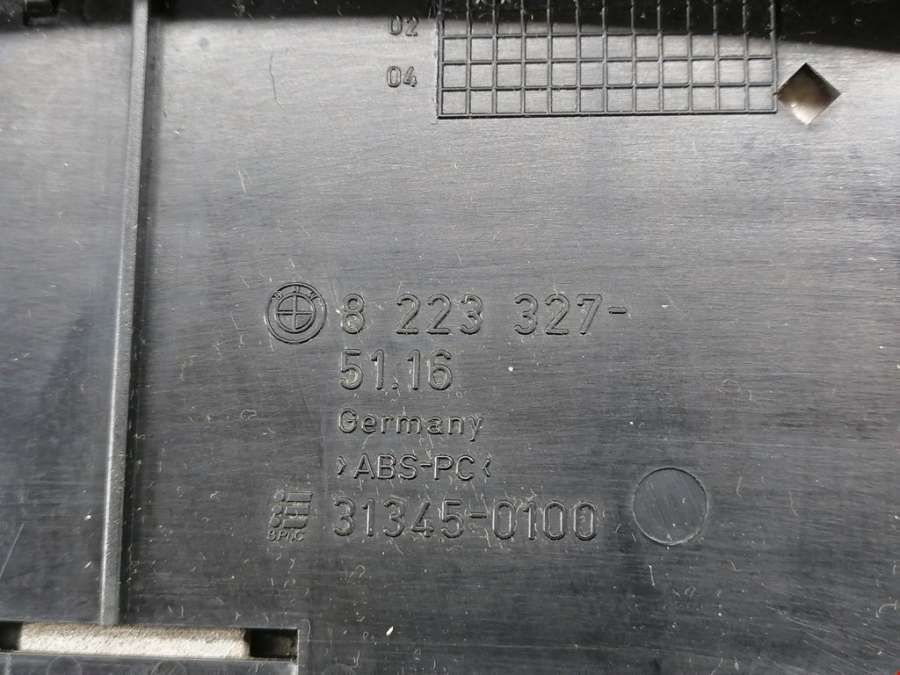 02
04
8 223 327-
51.16
Germany
>ABS-PC<
31345-0100